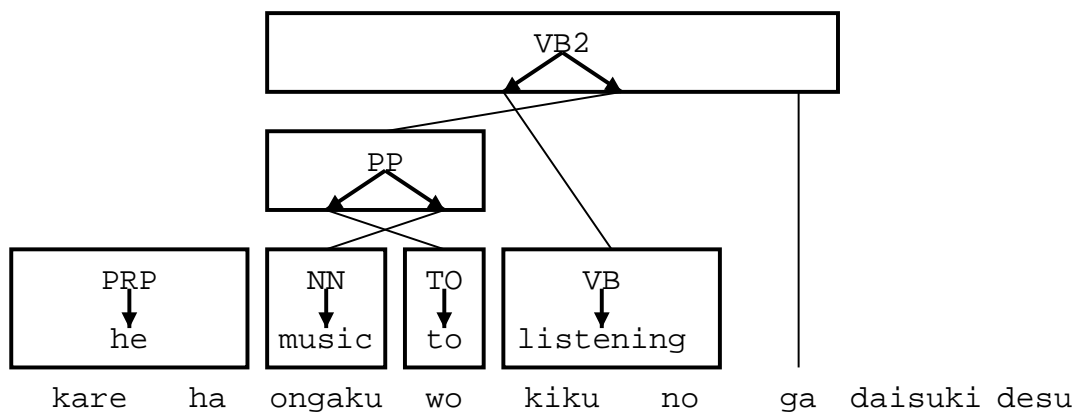 VB2
PP
PRP NN TO VB
he music to listening
kare ha ongaku wo kiku no ga daisuki desu